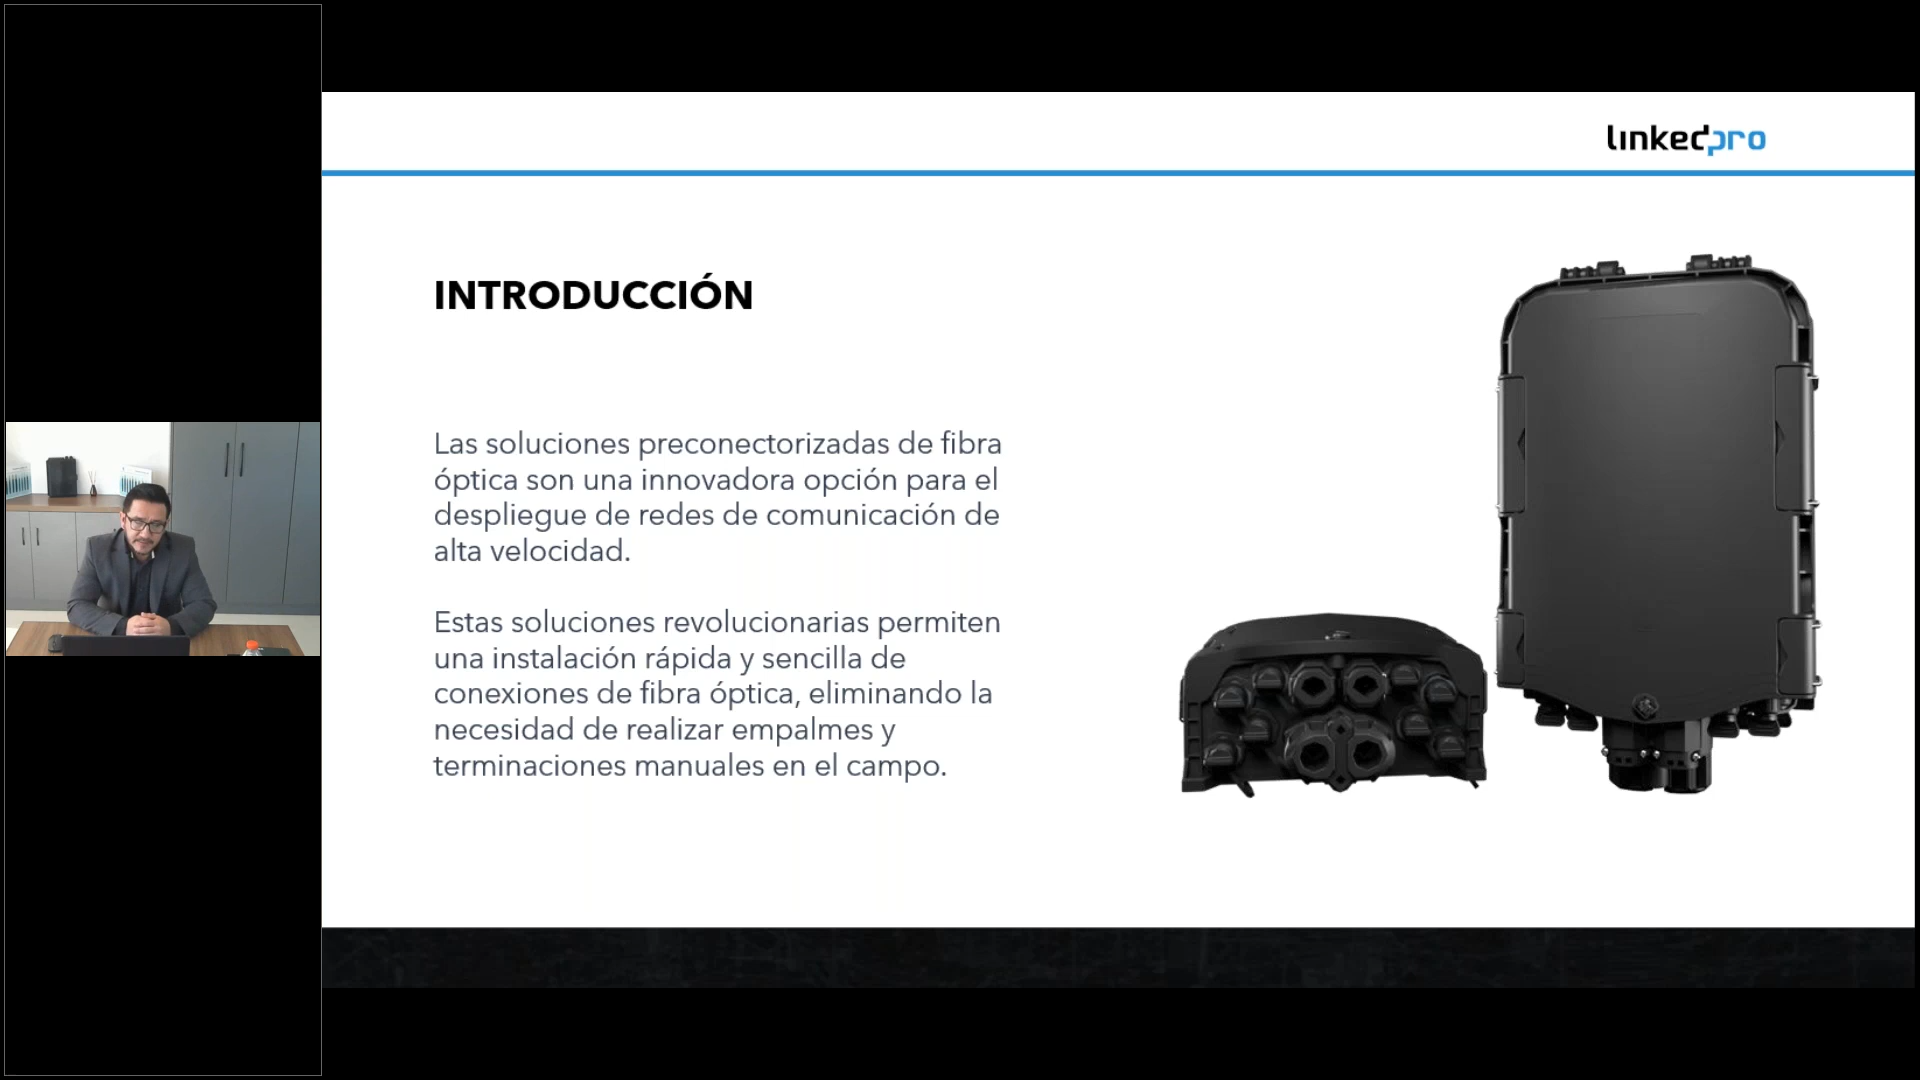 linkedpro
INTRODUCCIÓN
Las soluciones preconectorizadas de fibra
óptica son una innovadora opción para el
despliegue de redes de comunicación de
alta velocidad.
Estas soluciones revolucionarias permiten
una instalación rápida y sencilla de
conexiones de fibra óptica, eliminando la
necesidad de realizar empalmes y
terminaciones manuales en el campo.